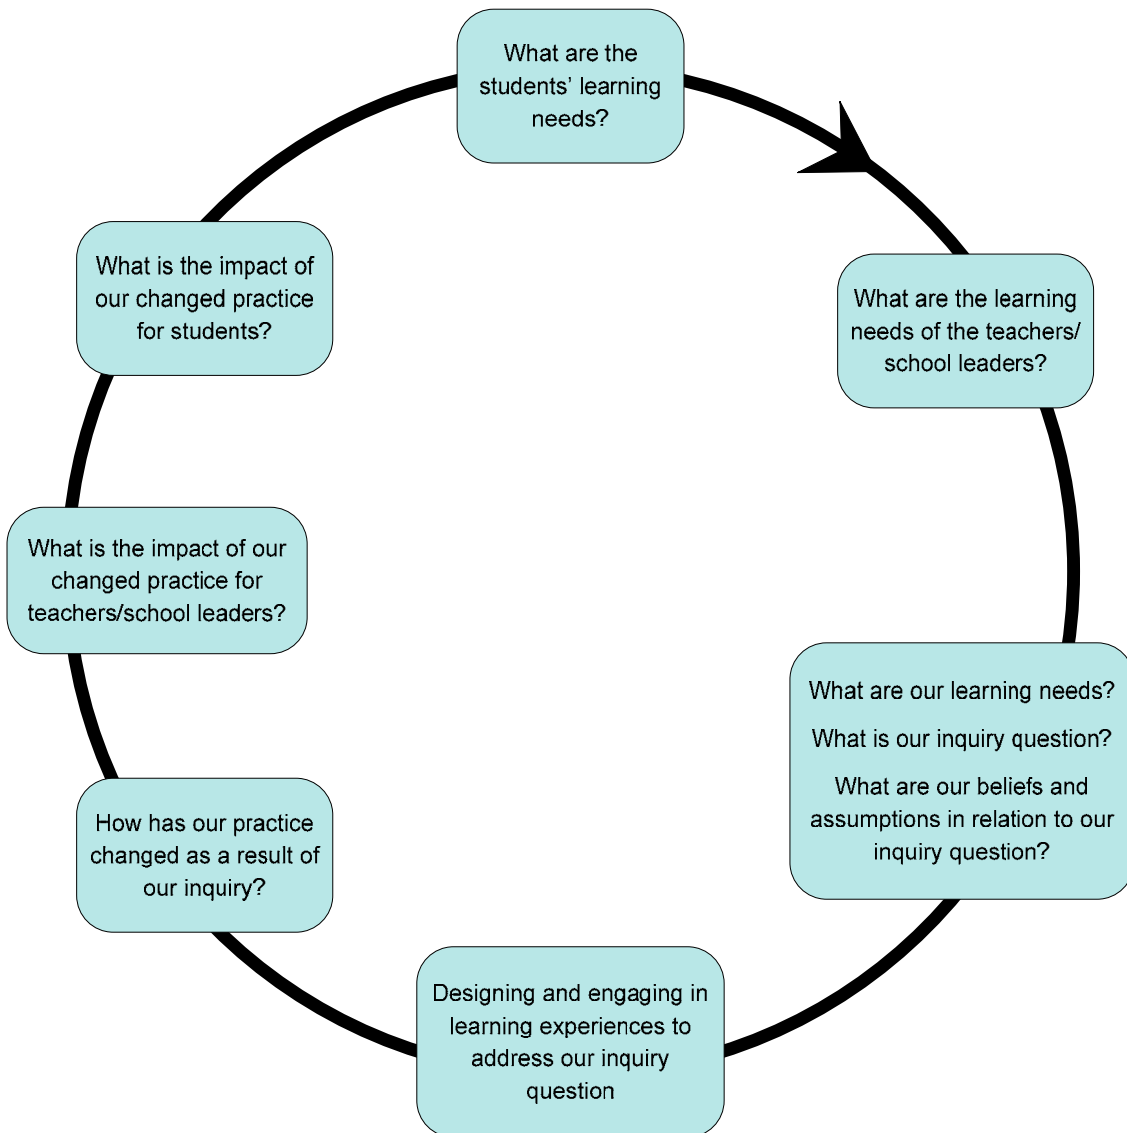 What are the
students’ learning
needs?
What are the learning
needs of the teachers/
school leaders?
What are our learning needs?
What is our inquiry question?
What are our beliefs and
assumptions in relation to our
inquiry question?
Designing and engaging in
learning experiences to
address our inquiry
question
How has our practice
changed as a result of
our inquiry?
What is the impact of our
changed practice for
teachers/school leaders?
What is the impact of
our changed practice
for students?